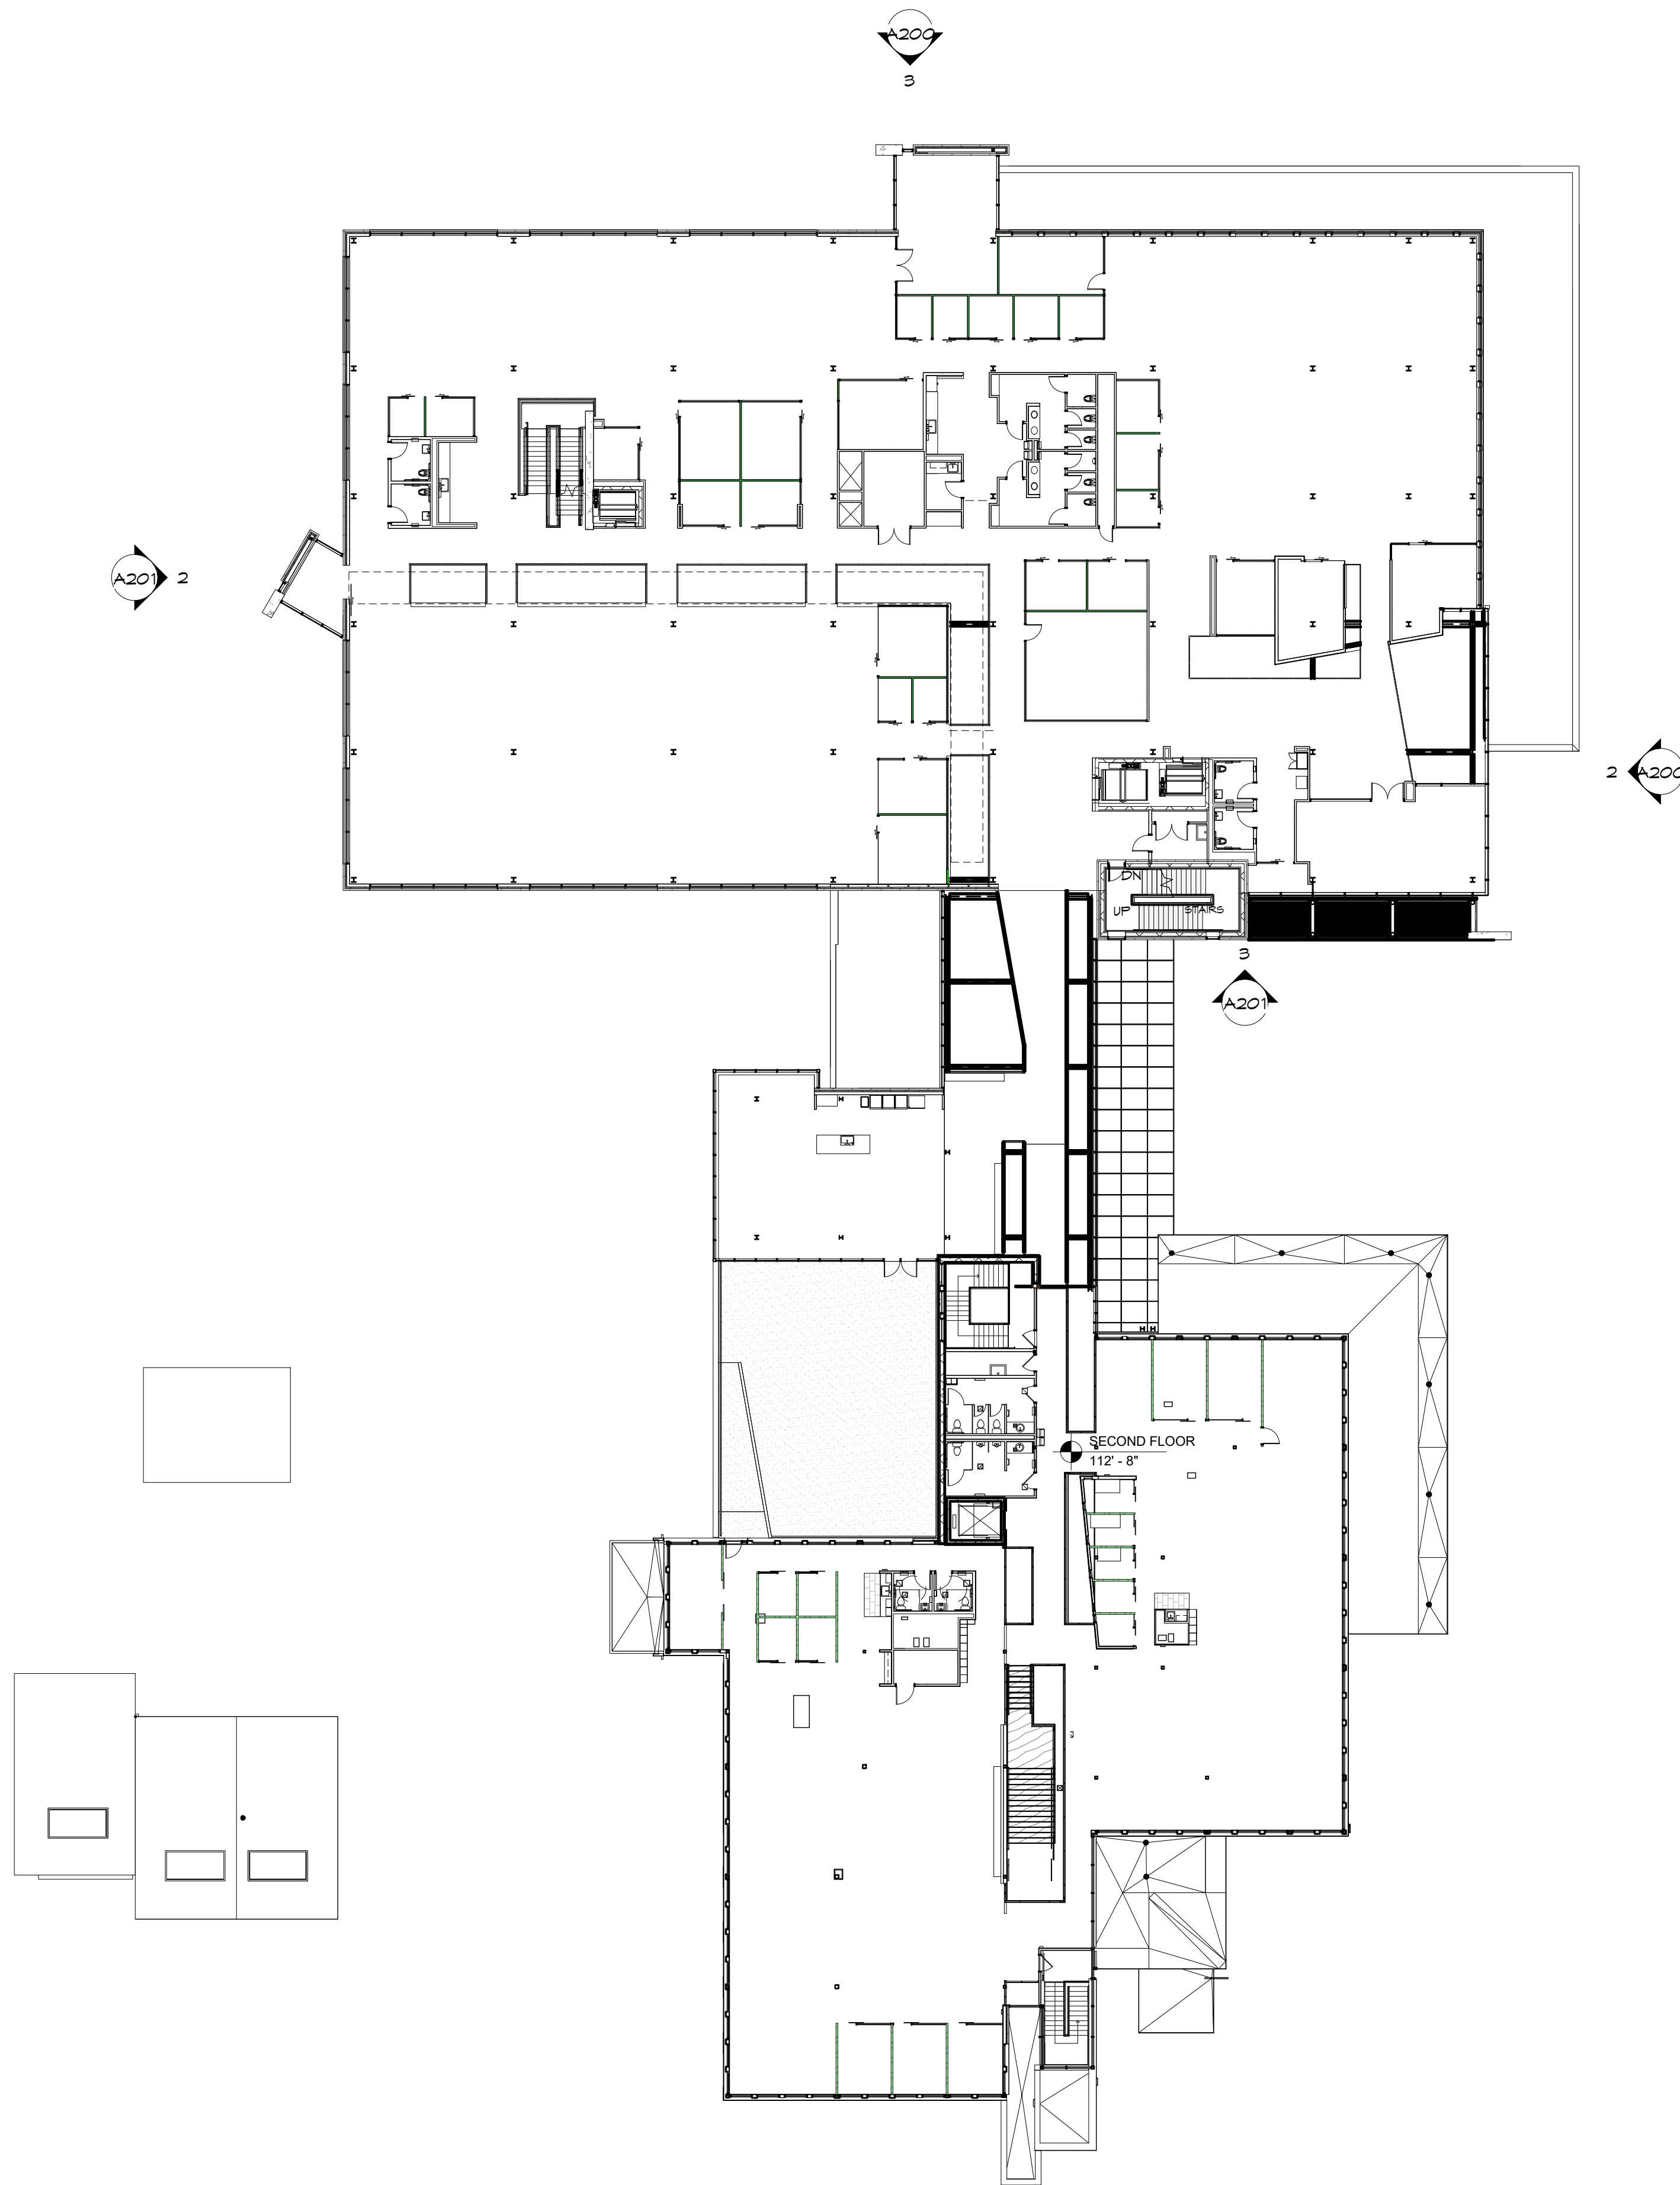 A200
3
A201 2
2 A200
DN
UP STAIRS
3
A201
SECOND FLOOR
112' - 8"